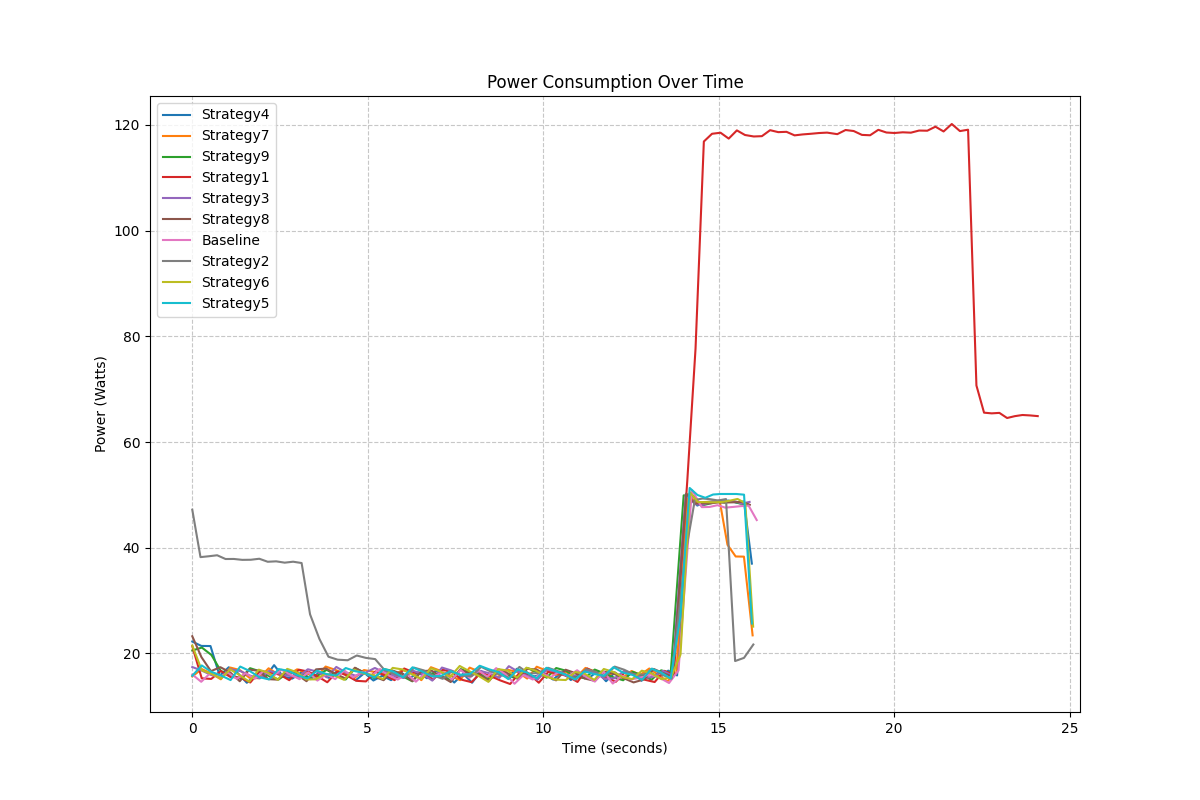 Power Consumption Over Time
Strategy4
Strategy7
Strategy9
Strategy1
Strategy3
Strategy8
Baseline
Strategy2
Strategy6
Strategy5
120
100
80
60
40
20
Power (Watts)
0 5 10 15 20 25
Time (seconds)